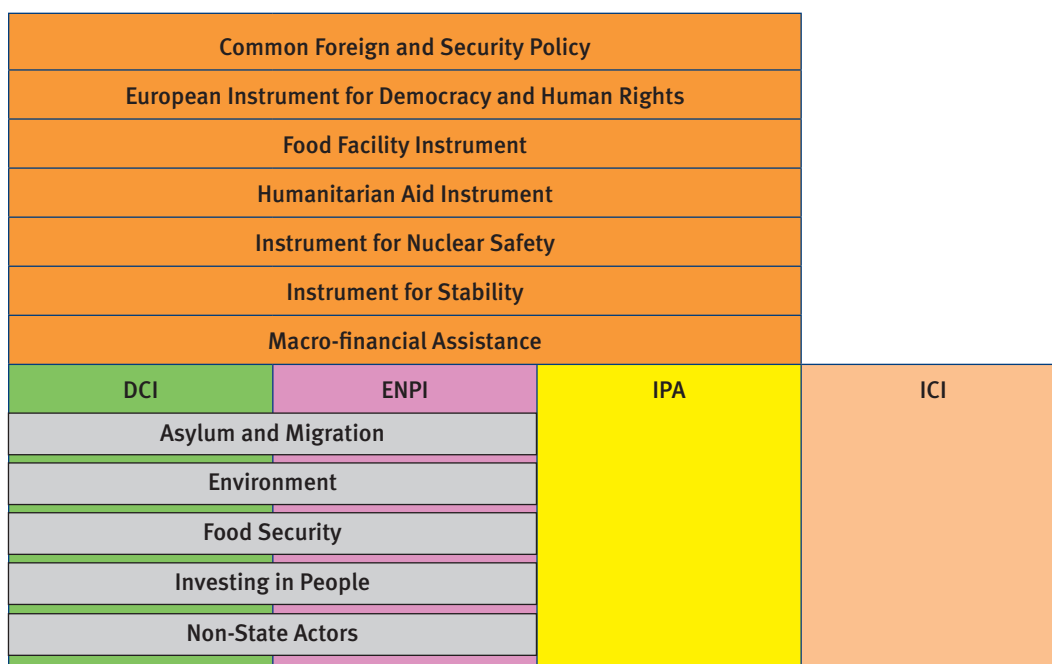 Common Foreign and Security Policy
European Instrument for Democracy and Human Rights
Food Facility Instrument
Humanitarian Aid Instrument
Instrument for Nuclear Safety
Instrument for Stability
Macro-financial Assistance
DCI ENPI IPA ICI
Asylum and Migration
Environment
Food Security
Investing in People
Non-State Actors